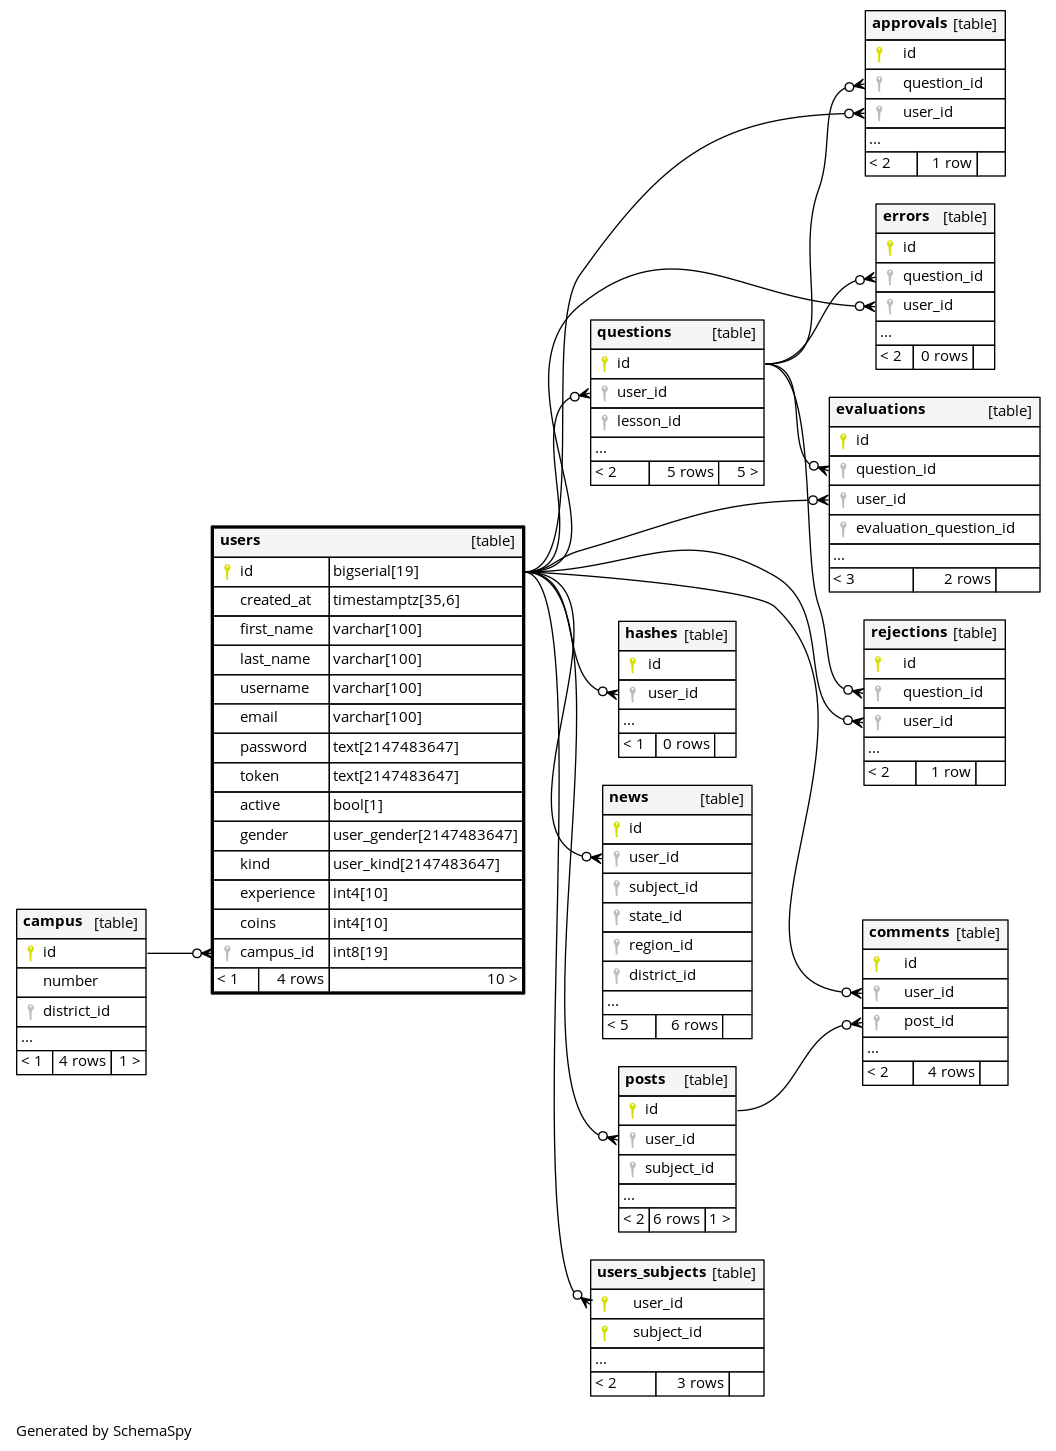 approvals [table]
id
question_id
user_id
...
< 2 1 row
errors [table]
id
question_id
user_id
...
< 2 0 rows
questions [table]
id
user_id
lesson_id
...
< 2 5 rows 5 >
evaluations [table]
id
question_id
user_id
evaluation_question_id
...
< 3 2 rows
users [table]
id bigserial[19]
created_at timestamptz[35,6]
first_name varchar[100]
last_name varchar[100]
username varchar[100]
email varchar[100]
password text[2147483647]
token text[2147483647]
active bool[1]
gender user_gender[2147483647]
kind user_kind[2147483647]
experience int4[10]
coins int4[10]
campus_id int8[19]
< 1 4 rows 10 >
hashes [table]
id
user_id
...
< 1 0 rows
rejections [table]
id
question_id
user_id
...
< 2 1 row
news [table]
id
user_id
subject_id
state_id
region_id
district_id
...
< 5 6 rows
campus [table]
id
number
district_id
...
< 1 4 rows 1 >
comments [table]
id
user_id
post_id
...
< 2 4 rows
posts [table]
id
user_id
subject_id
...
< 2 6 rows 1 >
users_subjects [table]
user_id
subject_id
...
< 2 3 rows
Generated by SchemaSpy